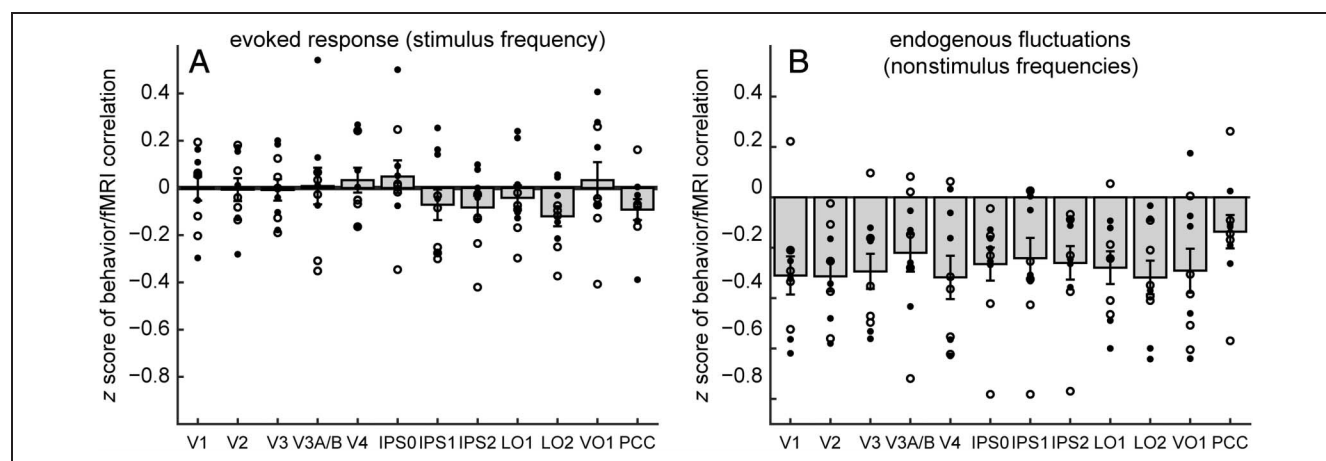 evoked response (stimulus frequency)
A
z score of behavior/fMRI correlation
0.4
0.2
0
−0.2
−0.4
−0.6
−0.8
V1 V2 V3 V3A/B V4 IPS0 IPS1 IPS2 LO1 LO2 VO1 PCC
endogenous fluctuations
(nonstimulus frequencies)
B
z score of behavior/fMRI correlation
0.4
0.2
0
−0.2
−0.4
−0.6
−0.8
V1 V2 V3 V3A/B V4 IPS0 IPS1 IPS2 LO1 LO2 VO1 PCC